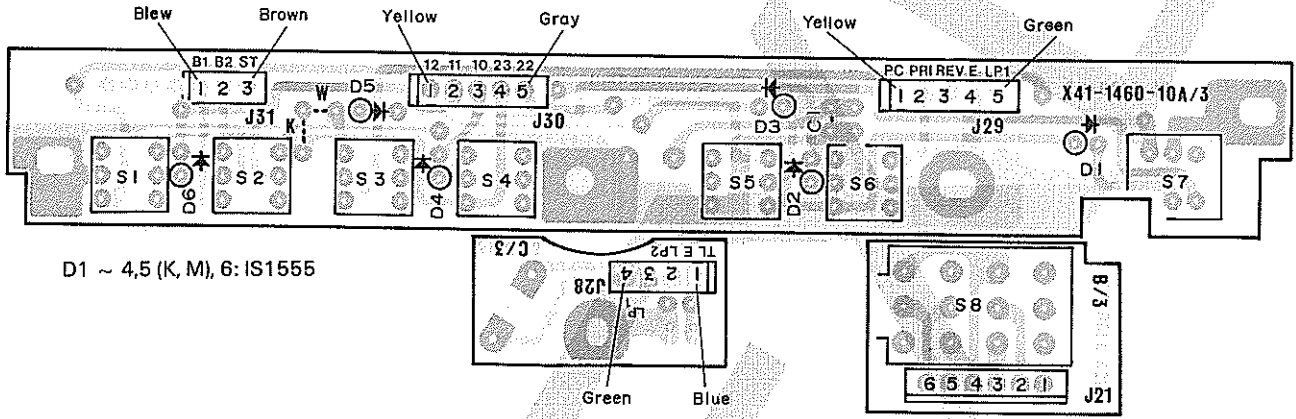 Blew Brown Yellow Gray Yellow Green
B1 B2 ST 12 11 10 23 22 PC PRI REV. E. LP.1
1 2 3 W D5 1 2 3 4 5 D3 1 2 3 4 5 X41-1460-10A/3
J31 J30 J29
K D1
S1 D6 S2 S3 D4 S4 S5 D2 S6 S7
D1 ~ 4,5 (K, M), 6: IS1555
C/3 TL E LP2
J28 4 3 2 1
LP1
Green Blue
S8 B/3
6 5 4 3 2 1 J21